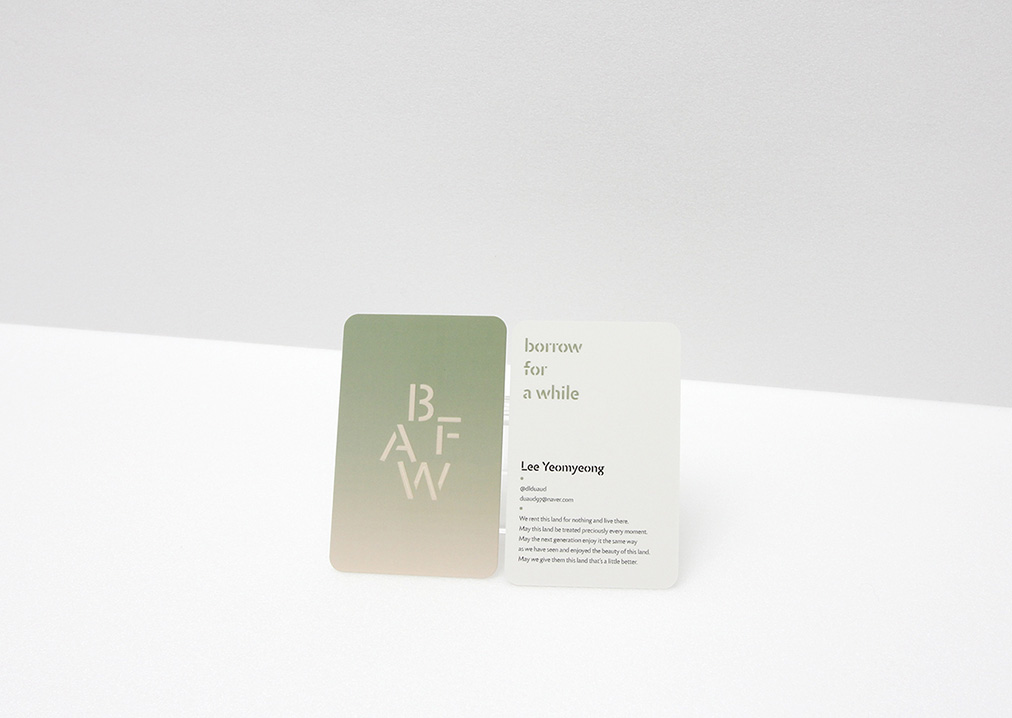 B
F
A
W
borrow
for
a while
Lee Yeomyeong
@dlduaud
duaud97@naver.com
We rent this land for nothing and live there.
May this land be treated preciously every moment.
May the next generation enjoy it the same way
as we have seen and enjoyed the beauty of this land.
May we give them this land that's a little better.